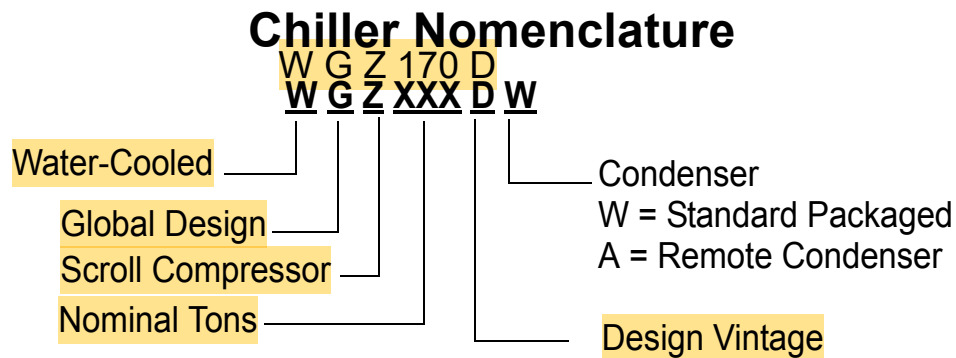 Chiller Nomenclature
W G Z 170 D
W G Z XXX D W
Water-Cooled
Global Design
Scroll Compressor
Nominal Tons
Condenser
W = Standard Packaged
A = Remote Condenser
Design Vintage